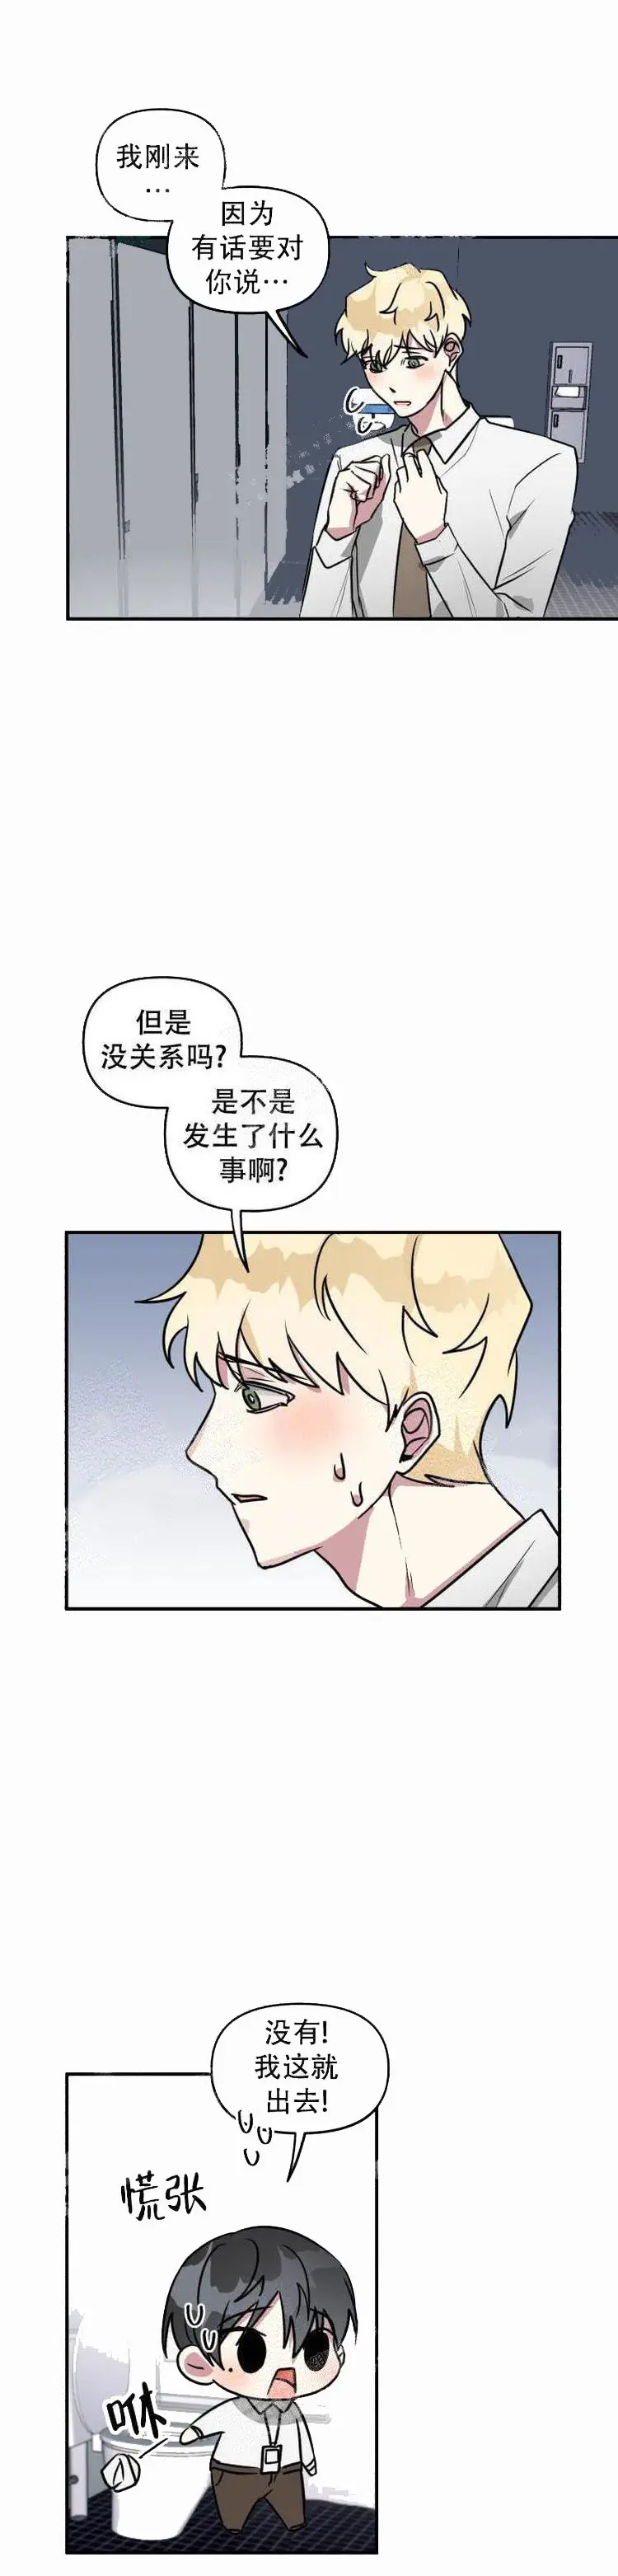 我刚来
…
因为
有话要对
你说…
但是
没关系吗?
是不是
发生了什么
事啊?
没有!
我这就
出去!
慌张
咻